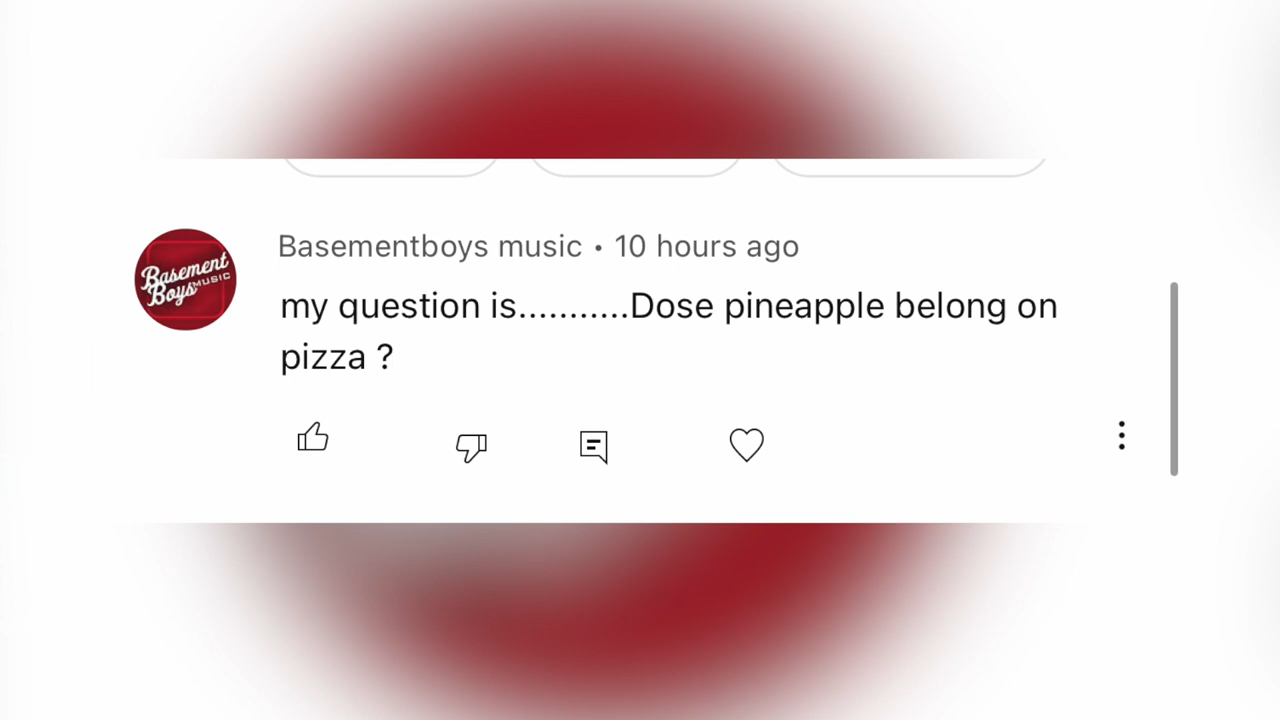 Basementboys music • 10 hours ago
Basement
Boys MUSIC
my question is...........Dose pineapple belong on
pizza ?